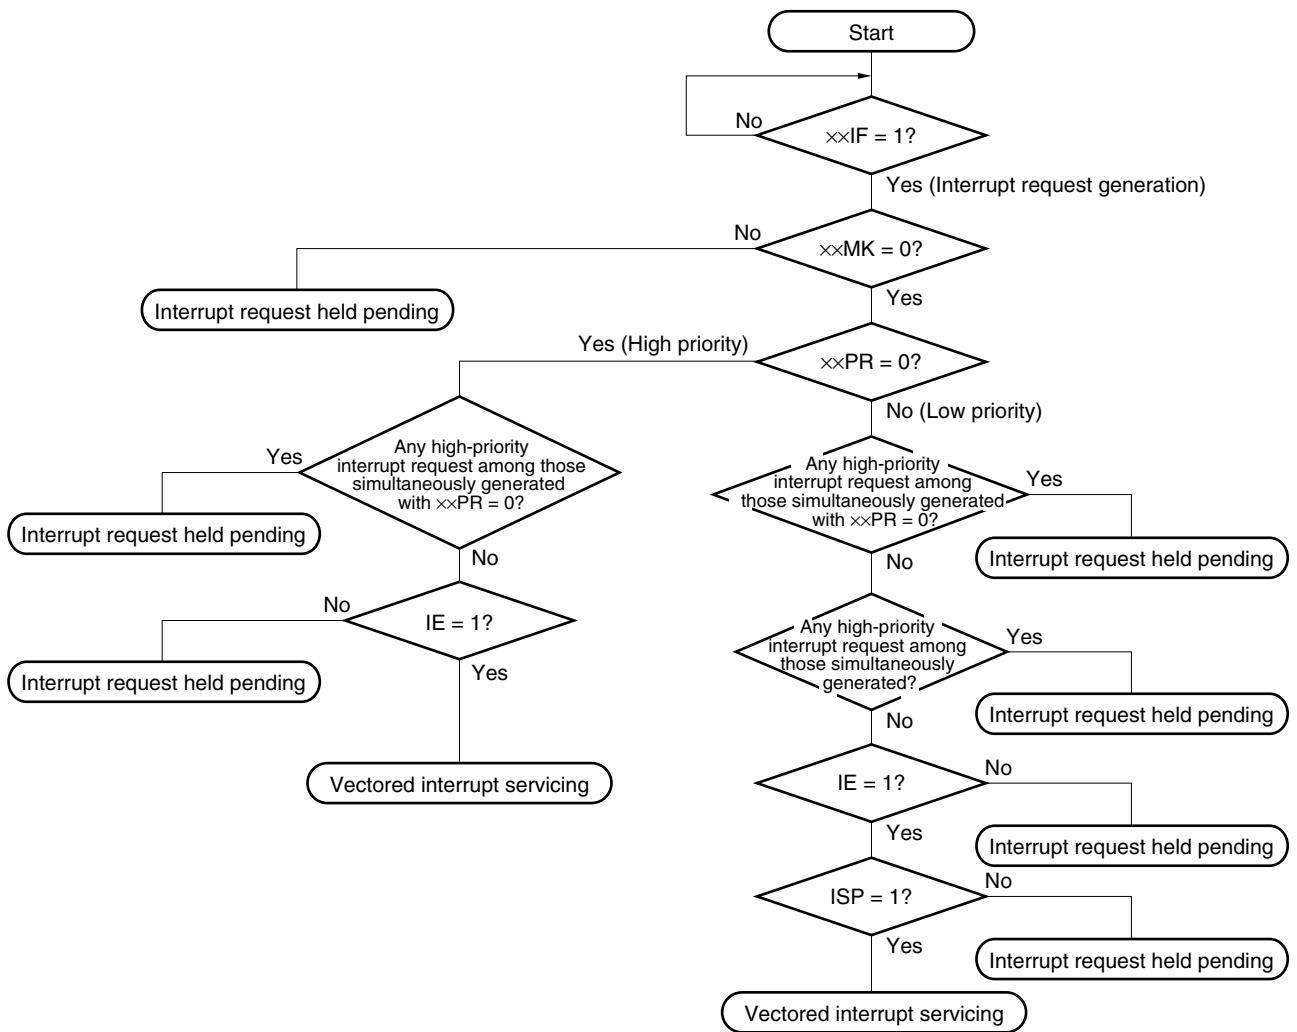 Start
No
××IF = 1?
Yes (Interrupt request generation)
No
××MK = 0?
Interrupt request held pending
Yes
Yes (High priority)
××PR = 0?
No (Low priority)
Yes
Any high-priority
interrupt request among those
simultaneously generated
with ××PR = 0?
Any high-priority
interrupt request among
those simultaneously generated
with ××PR = 0?
Yes
Interrupt request held pending
No
Interrupt request held pending
No
No
IE = 1?
Yes
Interrupt request held pending
Any high-priority
interrupt request among
those simultaneously
generated?
Yes
Interrupt request held pending
No
Vectored interrupt servicing
IE = 1?
No
Yes
Interrupt request held pending
ISP = 1?
No
Yes
Interrupt request held pending
Vectored interrupt servicing